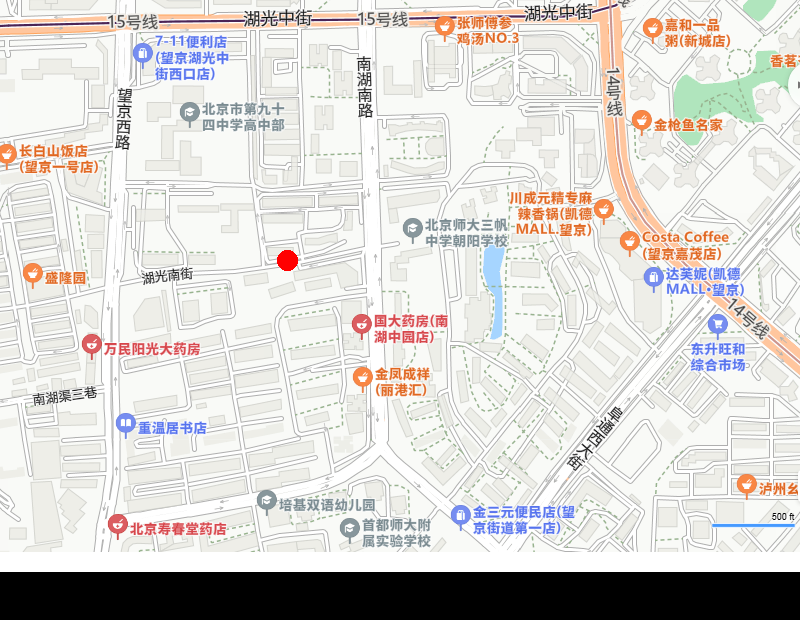 15号线
湖光中街
15号线
湖光中街
张师傅参
鸡汤NO.3
嘉和一品
粥(新城店)
7-11便利店
(望京湖光中
街西口店)
香茗
南湖南路
14号线
望京西路
北京市第九十
四中学高中部
金枪鱼名家
长白山饭店
(望京一号店)
川成元精专麻
辣香锅(凯德
MALL.望京)
北京师大三帆
中学朝阳学校
Costa Coffee
(望京嘉茂店)
盛隆园
湖光南街
达芙妮(凯德
MALL·望京)
14号线
国大药房(南
湖中园店)
万民阳光大药房
东升旺和
综合市场
金凤成祥
(丽港汇)
南湖渠三巷
重温居书店
阜通西大街
泸州
培基双语幼儿园
北京寿春堂药店
首都师大附
属实验学校
金三元便民店(望
京街道第一店)
500 ft